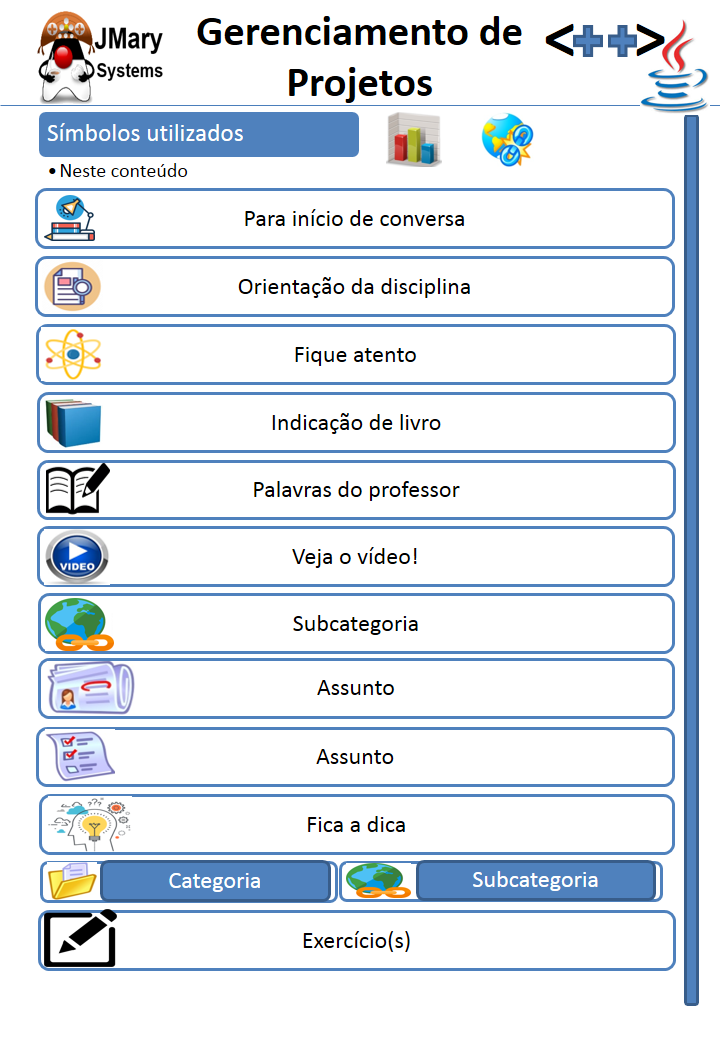 JMary
Systems
Gerenciamento de
Projetos
<++>
Símbolos utilizados
•Neste conteúdo
Para início de conversa
Orientação da disciplina
Fique atento
Indicação de livro
Palavras do professor
Veja o vídeo!
VIDEO
Subcategoria
Assunto
Assunto
Fica a dica
Categoria
Subcategoria
Exercício(s)